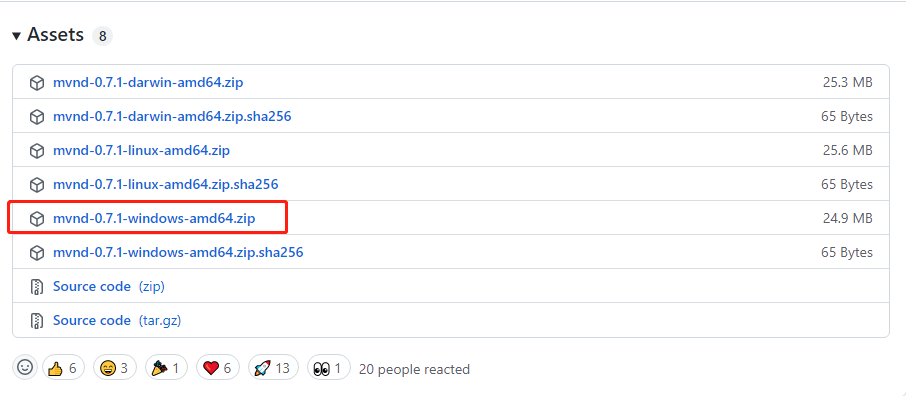 Assets 8
mvnd-0.7.1-darwin-amd64.zip 25.3 MB
mvnd-0.7.1-darwin-amd64.zip.sha256 65 Bytes
mvnd-0.7.1-linux-amd64.zip 25.6 MB
mvnd-0.7.1-linux-amd64.zip.sha256 65 Bytes
mvnd-0.7.1-windows-amd64.zip 24.9 MB
mvnd-0.7.1-windows-amd64.zip.sha256 65 Bytes
Source code (zip)
Source code (tar.gz)
6 3 1 6 13 1 20 people reacted